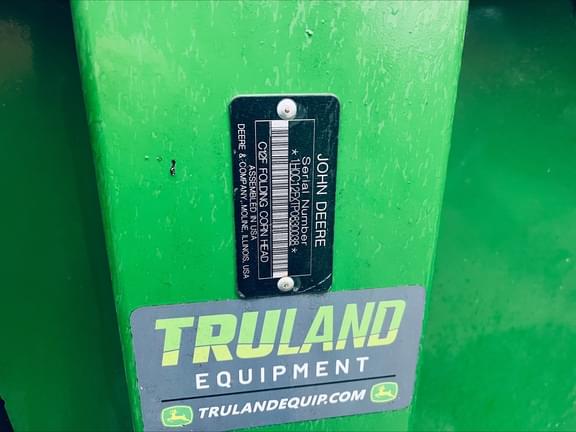 JOHN DEERE
Serial Number
*1H0C12FXTP0830038*
C12F FOLDING CORN HEAD
ASSEMBLED IN USA
DEERE & COMPANY, MOLINE, ILLINOIS, USA
TRULAND
EQUIPMENT
TRULANDEQUIP.COM